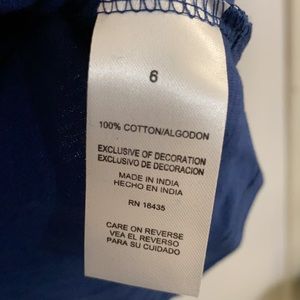 6
100% COTTON/ALGODON
EXCLUSIVE OF DECORATION
EXCLUSIVO DE DECORACION
MADE IN INDIA
HECHO EN INDIA
RN 16435
CARE ON REVERSE
VEA EL REVERSO
PARA SU CUIDADO